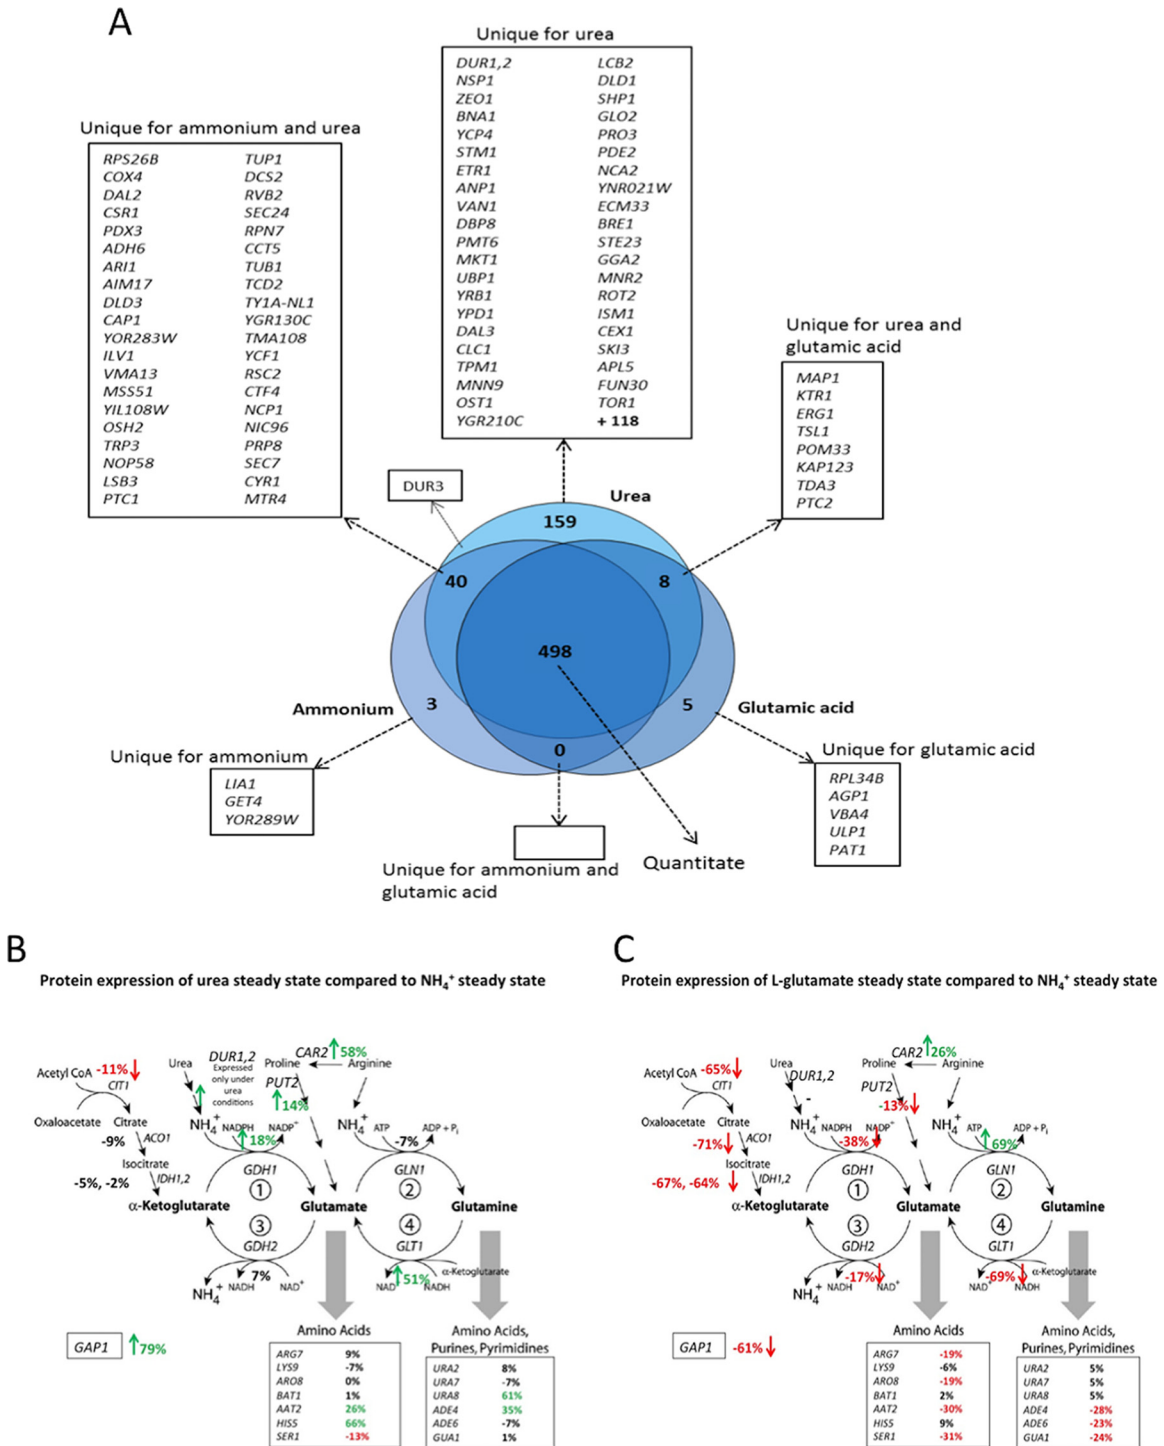 A
Unique for urea
DUR1,2 LCB2
NSP1 DLD1
ZEO1 SHP1
BNA1 GLO2
YCP4 PRO3
STM1 PDE2
ETR1 NCA2
ANP1 YNR021W
VAN1 ECM33
DBP8 BRE1
PMT6 STE23
MKT1 GGA2
UBP1 MNR2
YRB1 ROT2
YPD1 ISM1
DAL3 CEX1
CLC1 SKI3
TPM1 APL5
MNN9 FUN30
OST1 TOR1
YGR210C + 118
Unique for ammonium and urea
RPS26B TUP1
COX4 DCS2
DAL2 RVB2
CSR1 SEC24
PDX3 RPN7
ADH6 CCT5
ARI1 TUB1
AIM17 TCD2
DLD3 TY1A-NL1
CAP1 YGR130C
YOR283W TMA108
ILV1 YCF1
VMA13 RSC2
MSS51 CTF4
YIL108W NCP1
OSH2 NIC96
TRP3 PRP8
NOP58 SEC7
LSB3 CYR1
PTC1 MTR4
Unique for urea and
glutamic acid
MAP1
KTR1
ERG1
TSL1
POM33
KAP123
TDA3
PTC2
DUR3
Urea
159
40
8
498
Ammonium
3
5
Glutamic acid
0
Unique for ammonium
LIA1
GET4
YOR289W
Unique for ammonium and
glutamic acid
Quantitate
Unique for glutamic acid
RPL34B
AGP1
VBA4
ULP1
PAT1
B
Protein expression of urea steady state compared to NH₄⁺ steady state
Acetyl CoA
-11%
CIT1
Oxaloacetate
Citrate
-9%
ACO1
Isocitrate
-5%, -2%
IDH1,2
α-Ketoglutarate
Urea
DUR1,2
Expressed
only under
urea
conditions
Proline
CAR2
58%
Arginine
PUT2
14%
NH₄⁺
NADPH
NADP⁺
18%
GDH1
1
NH₄⁺
ATP
-7%
ADP + Pᵢ
GLN1
2
Glutamate
Glutamine
3
GDH2
7%
NH₄⁺
NADH
NAD⁺
4
GLT1
NAD⁺
51%
NADH
α-Ketoglutarate
GAP1
79%
Amino Acids
ARG7 9%
LYS9 -7%
ARO8 0%
BAT1 1%
AAT2 26%
HIS5 66%
SER1 -13%
Amino Acids,
Purines, Pyrimidines
URA2 8%
URA7 -7%
URA8 61%
ADE4 35%
ADE6 -7%
GUA1 1%
C
Protein expression of L-glutamate steady state compared to NH₄⁺ steady state
Acetyl CoA
-65%
CIT1
Oxaloacetate
Citrate
-71%
ACO1
Isocitrate
-67%, -64%
IDH1,2
α-Ketoglutarate
Urea
DUR1,2
-
Proline
CAR2
26%
Arginine
PUT2
-13%
NH₄⁺
NADPH
NADP⁺
-38%
GDH1
1
NH₄⁺
ATP
69%
ADP + Pᵢ
GLN1
2
Glutamate
Glutamine
3
GDH2
-17%
NH₄⁺
NADH
NAD⁺
4
GLT1
NAD⁺
-69%
NADH
α-Ketoglutarate
GAP1
-61%
Amino Acids
ARG7 -19%
LYS9 -6%
ARO8 -19%
BAT1 2%
AAT2 -30%
HIS5 9%
SER1 -31%
Amino Acids,
Purines, Pyrimidines
URA2 5%
URA7 5%
URA8 5%
ADE4 -28%
ADE6 -23%
GUA1 -24%